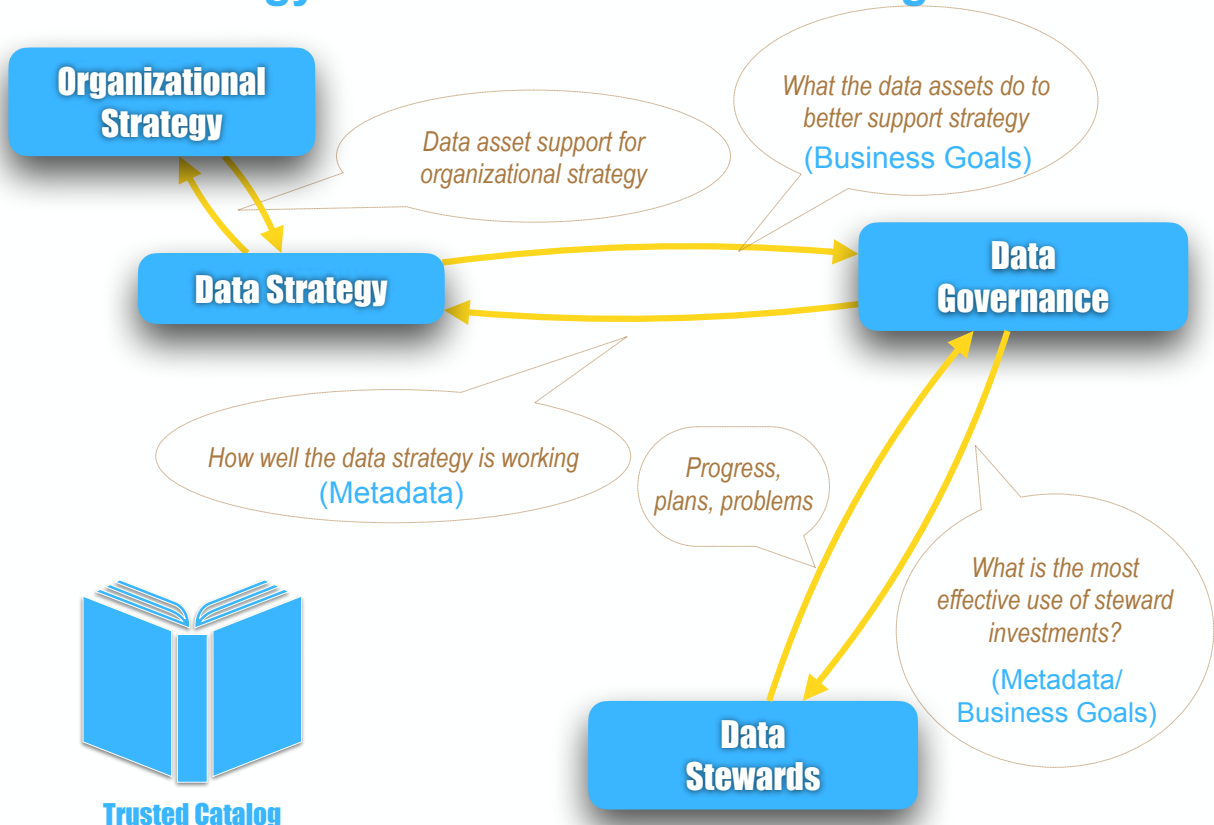 Organizational
Strategy
What the data assets do to
better support strategy
(Business Goals)
Data asset support for
organizational strategy
Data Strategy
Data
Governance
How well the data strategy is working
(Metadata)
Progress,
plans, problems
What is the most
effective use of steward
investments?
(Metadata/
Business Goals)
Data
Stewards
Trusted Catalog